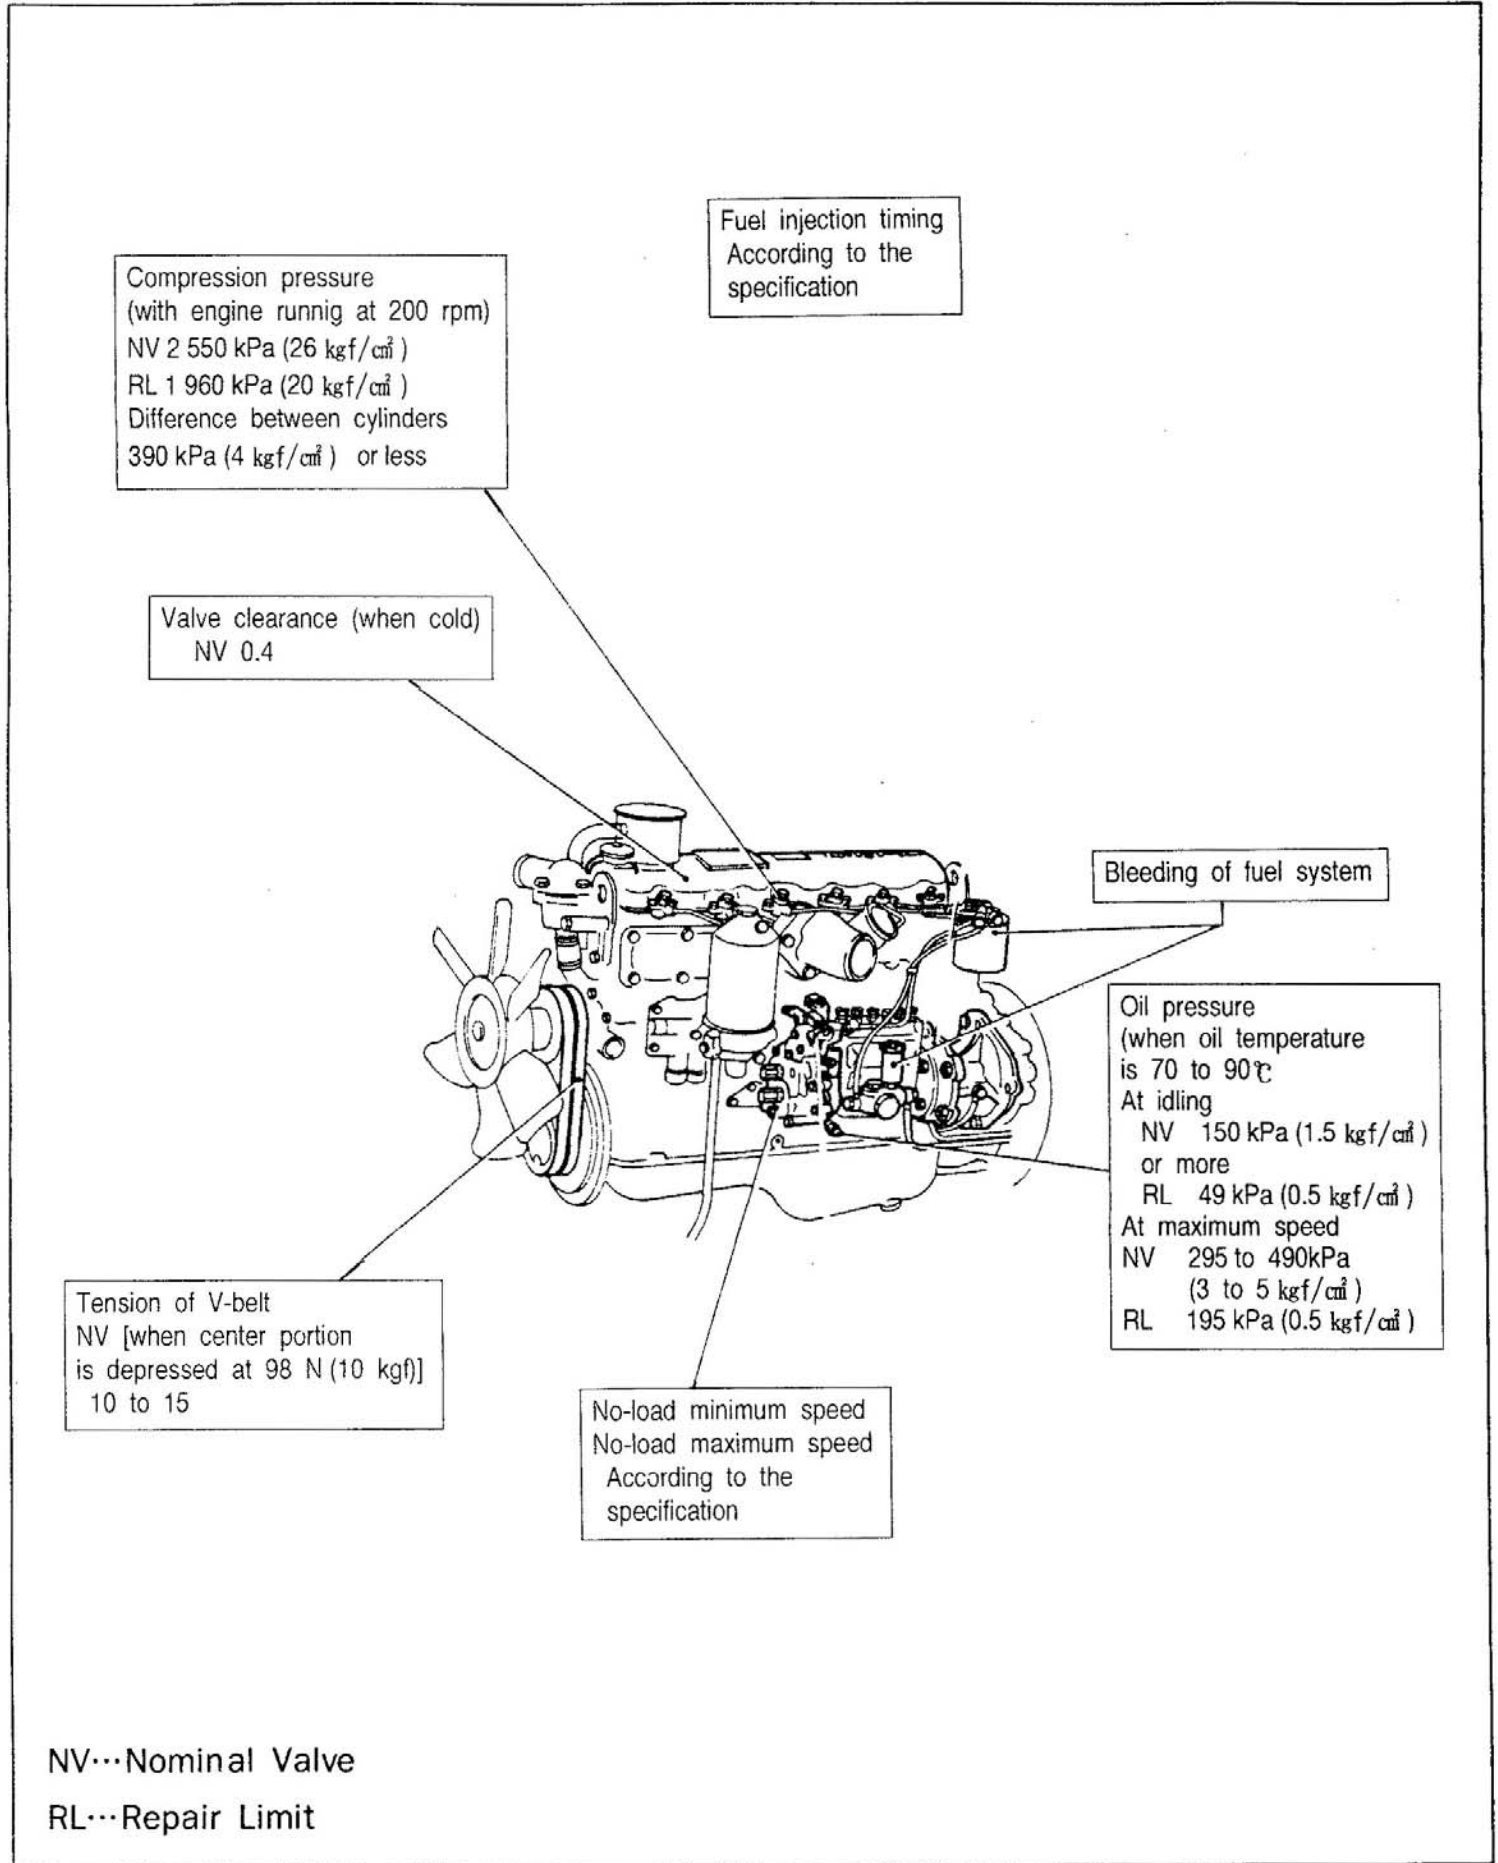 Fuel injection timing
According to the
specification
Compression pressure
(with engine runnig at 200 rpm)
NV 2 550 kPa (26 kgf/c㎡)
RL 1 960 kPa (20 kgf/c㎡)
Difference between cylinders
390 kPa (4 kgf/c㎡) or less
Valve clearance (when cold)
NV 0.4
Bleeding of fuel system
Oil pressure
(when oil temperature
is 70 to 90℃
At idling
NV 150 kPa (1.5 kgf/c㎡)
or more
RL 49 kPa (0.5 kgf/c㎡)
At maximum speed
NV 295 to 490kPa
(3 to 5 kgf/c㎡)
RL 195 kPa (0.5 kgf/c㎡)
Tension of V-belt
NV [when center portion
is depressed at 98 N (10 kgf)]
10 to 15
No-load minimum speed
No-load maximum speed
According to the
specification
NV···Nominal Valve
RL···Repair Limit